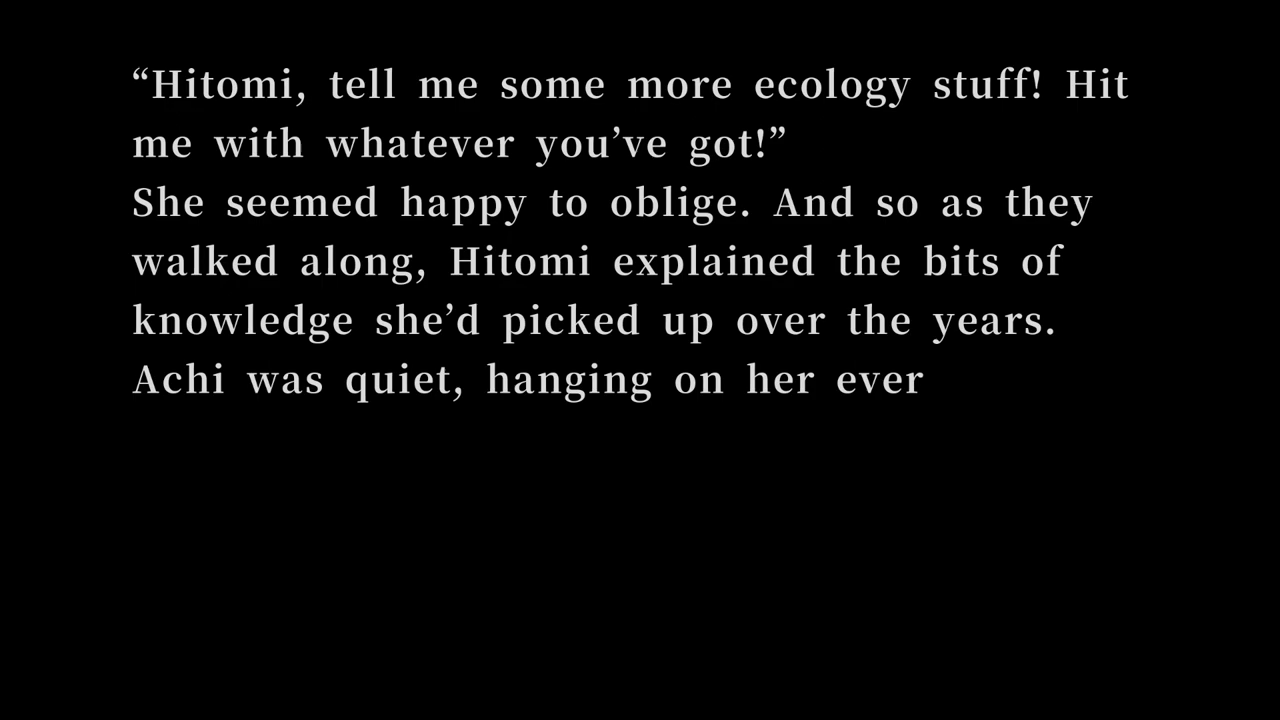 “Hitomi, tell me some more ecology stuff! Hit
me with whatever you’ve got!”
She seemed happy to oblige. And so as they
walked along, Hitomi explained the bits of
knowledge she’d picked up over the years.
Achi was quiet, hanging on her ever